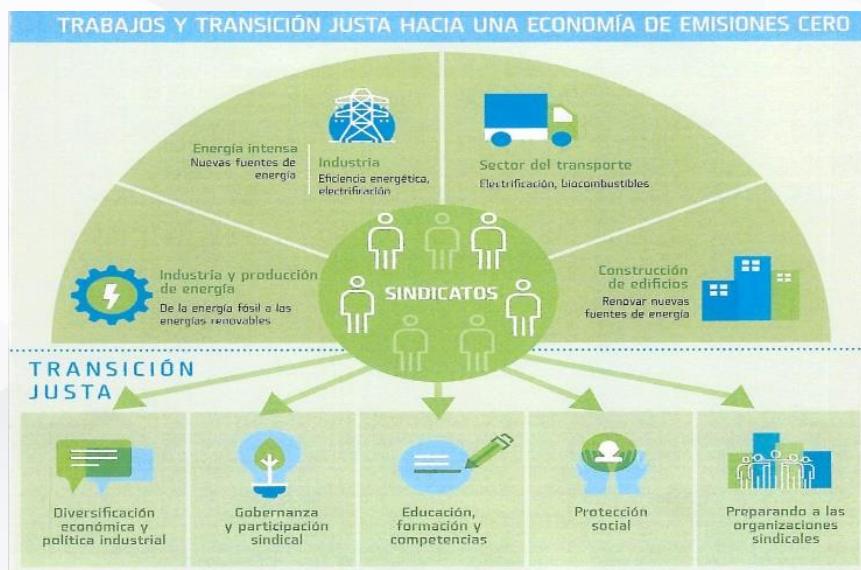 TRABAJOS Y TRANSICIÓN JUSTA HACIA UNA ECONOMÍA DE EMISIONES CERO
Energía intensa
Nuevas fuentes de
energía
Industria
Eficiencia energética,
electrificación
Sector del transporte
Electrificación, biocombustibles
Industria y producción
de energía
De la energía fósil a las
energías renovables
SINDICATOS
Construcción
de edificios
Renovar nuevas
fuentes de energía
TRANSICIÓN
JUSTA
Diversificación
económica y
política industrial
Gobernanza
y participación
sindical
Educación,
formación y
competencias
Protección
social
Preparando a las
organizaciones
sindicales